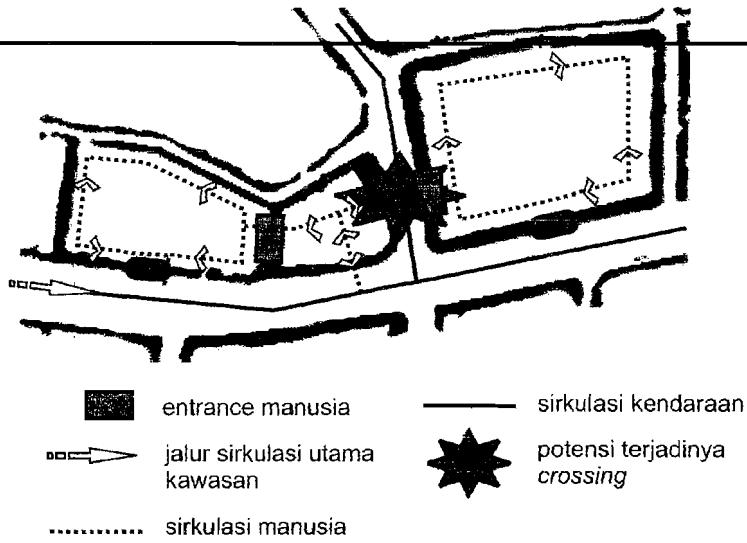 entrance manusia
sirkulasi kendaraan
jalur sirkulasi utama
kawasan
potensi terjadinya
crossing
sirkulasi manusia